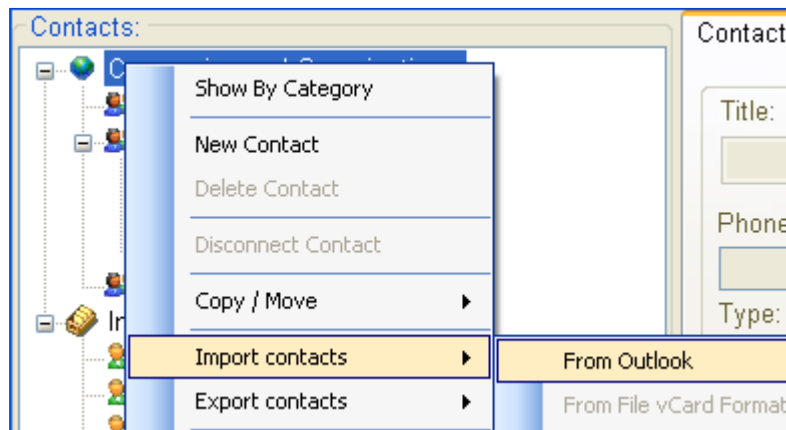 Contacts:
Contact
Show By Category
Title:
New Contact
Delete Contact
Phone
Disconnect Contact
Copy / Move
Type:
Import contacts
From Outlook
Export contacts
From File vCard Format